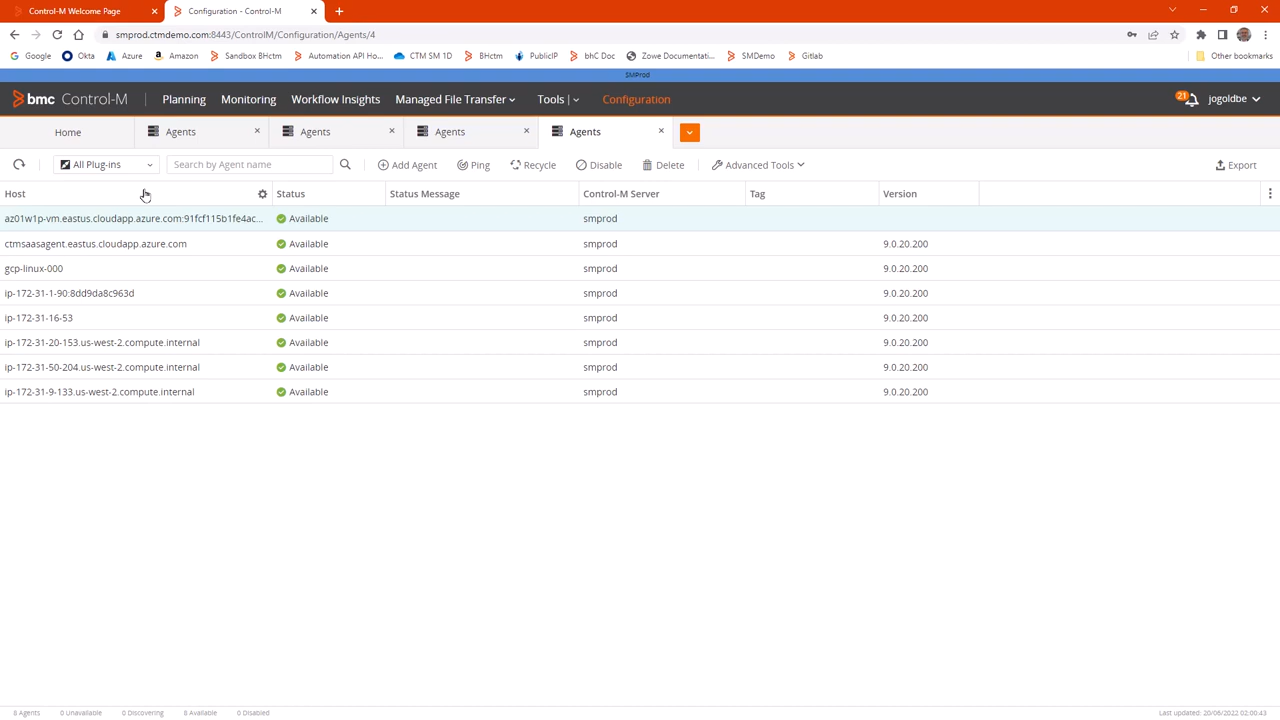 Control-M Welcome Page
Configuration - Control-M
smprod.ctmdemo.com:8443/ControlM/Configuration/Agents/4
Google Okta Azure Amazon Sandbox BHctm Automation API Ho... CTM SM 1D BHctm PublicIP bhC Doc Zowe Documentati... SMDemo Gitlab Other bookmarks
SMProd
bmc Control-M Planning Monitoring Workflow Insights Managed File Transfer Tools Configuration 21 jogoldbe
Home Agents Agents Agents Agents
All Plug-ins Search by Agent name Add Agent Ping Recycle Disable Delete Advanced Tools Export
Host Status Status Message Control-M Server Tag Version
az01w1p-vm.eastus.cloudapp.azure.com:91fcf115b1fe4ac... Available smprod
ctmsaasagent.eastus.cloudapp.azure.com Available smprod 9.0.20.200
gcp-linux-000 Available smprod 9.0.20.200
ip-172-31-1-90:8dd9da8c963d Available smprod 9.0.20.200
ip-172-31-16-53 Available smprod 9.0.20.200
ip-172-31-20-153.us-west-2.compute.internal Available smprod 9.0.20.200
ip-172-31-50-204.us-west-2.compute.internal Available smprod 9.0.20.200
ip-172-31-9-133.us-west-2.compute.internal Available smprod 9.0.20.200
8 Agents 0 Unavailable 0 Discovering 8 Available 0 Disabled Last updated: 20/06/2022 02:00:43